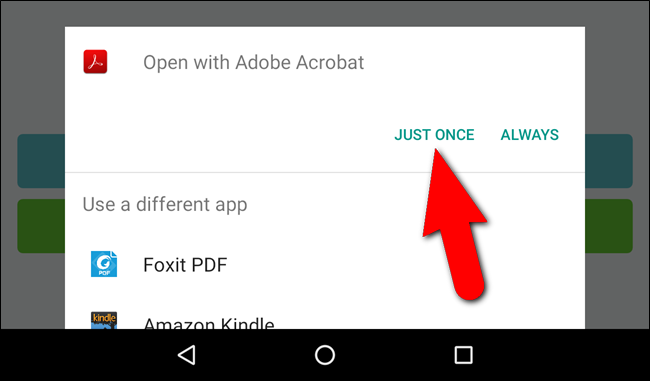 Open with Adobe Acrobat
JUST ONCE ALWAYS
Use a different app
Foxit PDF
PDF
kindle
Amazon Kindle